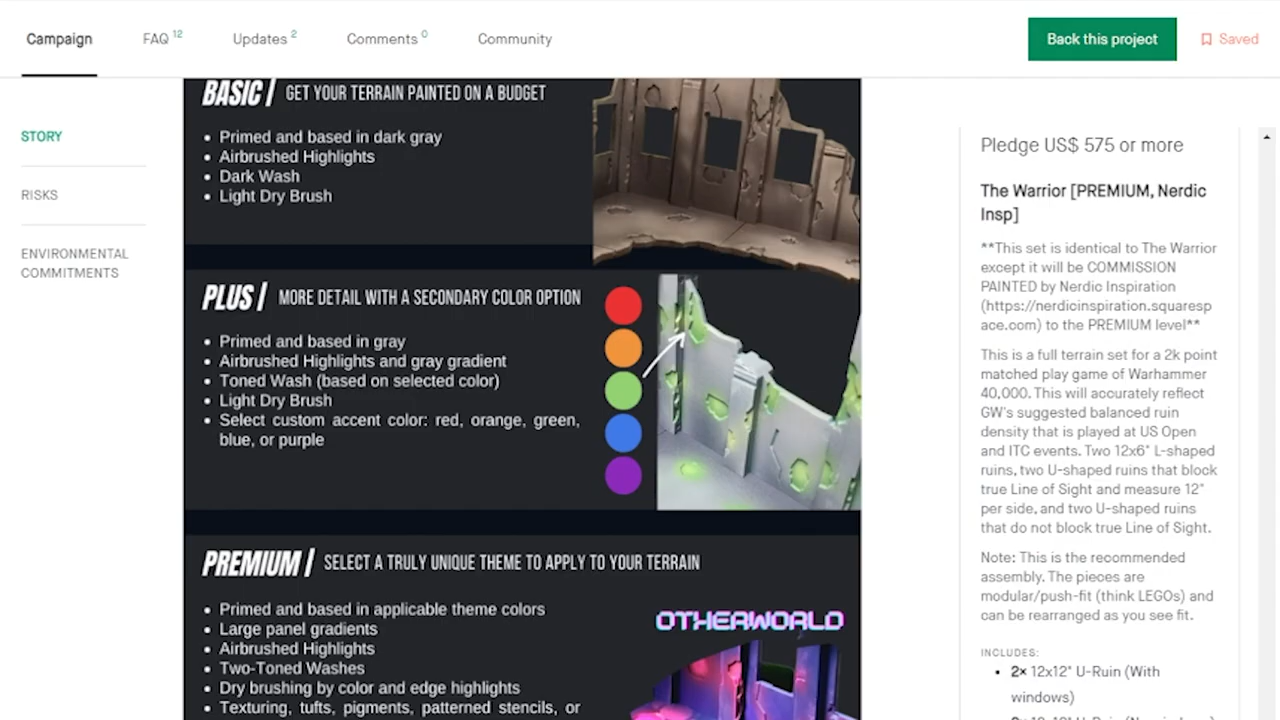 Campaign
FAQ 12
Updates 2
Comments 0
Community
Back this project
Saved
STORY
RISKS
ENVIRONMENTAL
COMMITMENTS
BASIC / GET YOUR TERRAIN PAINTED ON A BUDGET
• Primed and based in dark gray
• Airbrushed Highlights
• Dark Wash
• Light Dry Brush
PLUS / MORE DETAIL WITH A SECONDARY COLOR OPTION
• Primed and based in gray
• Airbrushed Highlights and gray gradient
• Toned Wash (based on selected color)
• Light Dry Brush
• Select custom accent color: red, orange, green,
blue, or purple
PREMIUM / SELECT A TRULY UNIQUE THEME TO APPLY TO YOUR TERRAIN
• Primed and based in applicable theme colors
• Large panel gradients
• Airbrushed Highlights
• Two-Toned Washes
• Dry brushing by color and edge highlights
• Texturing, tufts, pigments, patterned stencils, or
OTHERWORLD
Pledge US$ 575 or more
The Warrior [PREMIUM, Nerdic
Insp]
**This set is identical to The Warrior
except it will be COMMISSION
PAINTED by Nerdic Inspiration
(https://nerdicinspiration.squaresp
ace.com) to the PREMIUM level**
This is a full terrain set for a 2k point
matched play game of Warhammer
40,000. This will accurately reflect
GW's suggested balanced ruin
density that is played at US Open
and ITC events. Two 12x6" L-shaped
ruins, two U-shaped ruins that block
true Line of Sight and measure 12"
per side, and two U-shaped ruins
that do not block true Line of Sight.
Note: This is the recommended
assembly. The pieces are
modular/push-fit (think LEGOs) and
can be rearranged as you see fit.
INCLUDES:
• 2× 12x12" U-Ruin (With
windows)